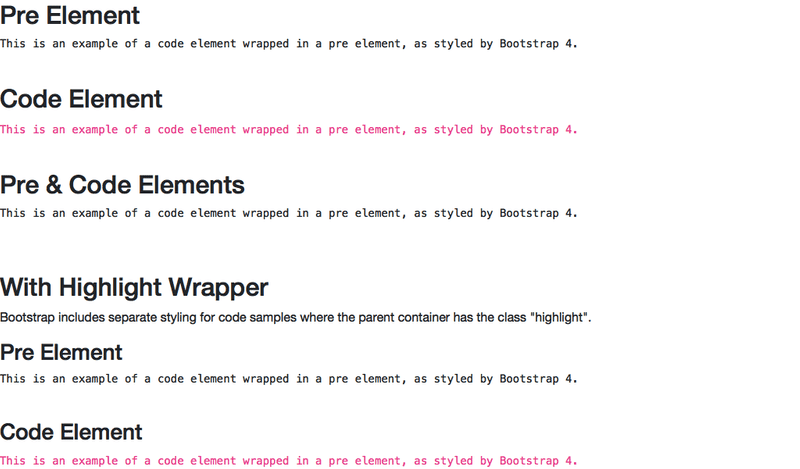 Pre Element
This is an example of a code element wrapped in a pre element, as styled by Bootstrap 4.
Code Element
This is an example of a code element wrapped in a pre element, as styled by Bootstrap 4.
Pre & Code Elements
This is an example of a code element wrapped in a pre element, as styled by Bootstrap 4.
With Highlight Wrapper
Bootstrap includes separate styling for code samples where the parent container has the class "highlight".
Pre Element
This is an example of a code element wrapped in a pre element, as styled by Bootstrap 4.
Code Element
This is an example of a code element wrapped in a pre element, as styled by Bootstrap 4.